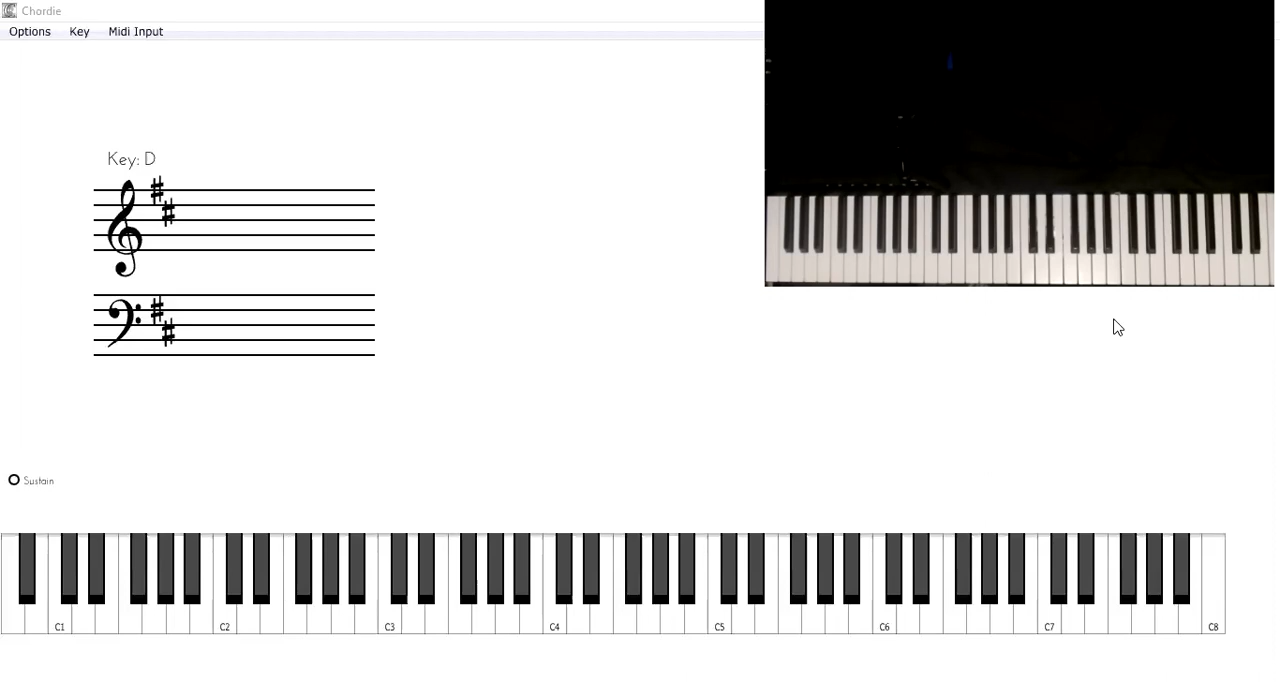 Chordie
Options Key Midi Input
Key: D
Sustain
C1 C2 C3 C4 C5 C6 C7 C8